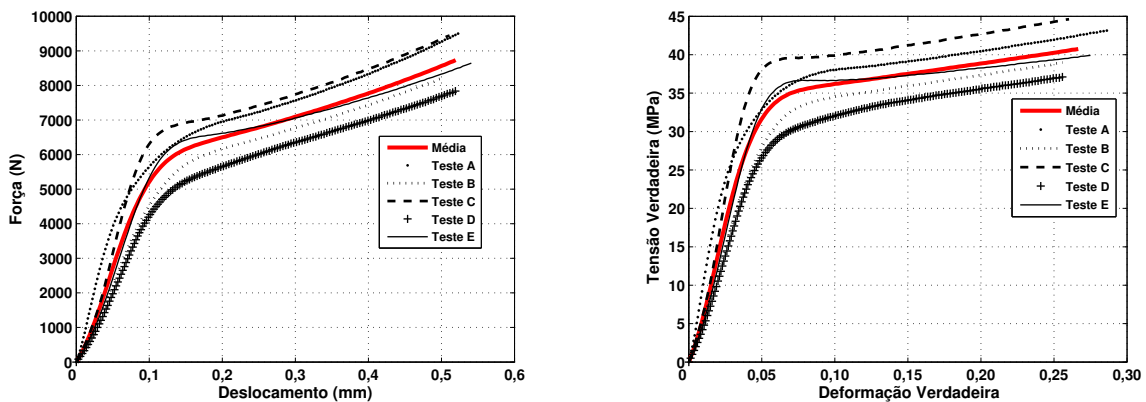 10000
9000
8000
7000
6000
5000
4000
3000
2000
1000
0
Força (N)
0 0,1 0,2 0,3 0,4 0,5 0,6
Deslocamento (mm)
Média
Teste A
Teste B
Teste C
Teste D
Teste E
45
40
35
30
25
20
15
10
5
0
Tensão Verdadeira (MPa)
0 0,05 0,10 0,15 0,20 0,25 0,30
Deformação Verdadeira
Média
Teste A
Teste B
Teste C
Teste D
Teste E